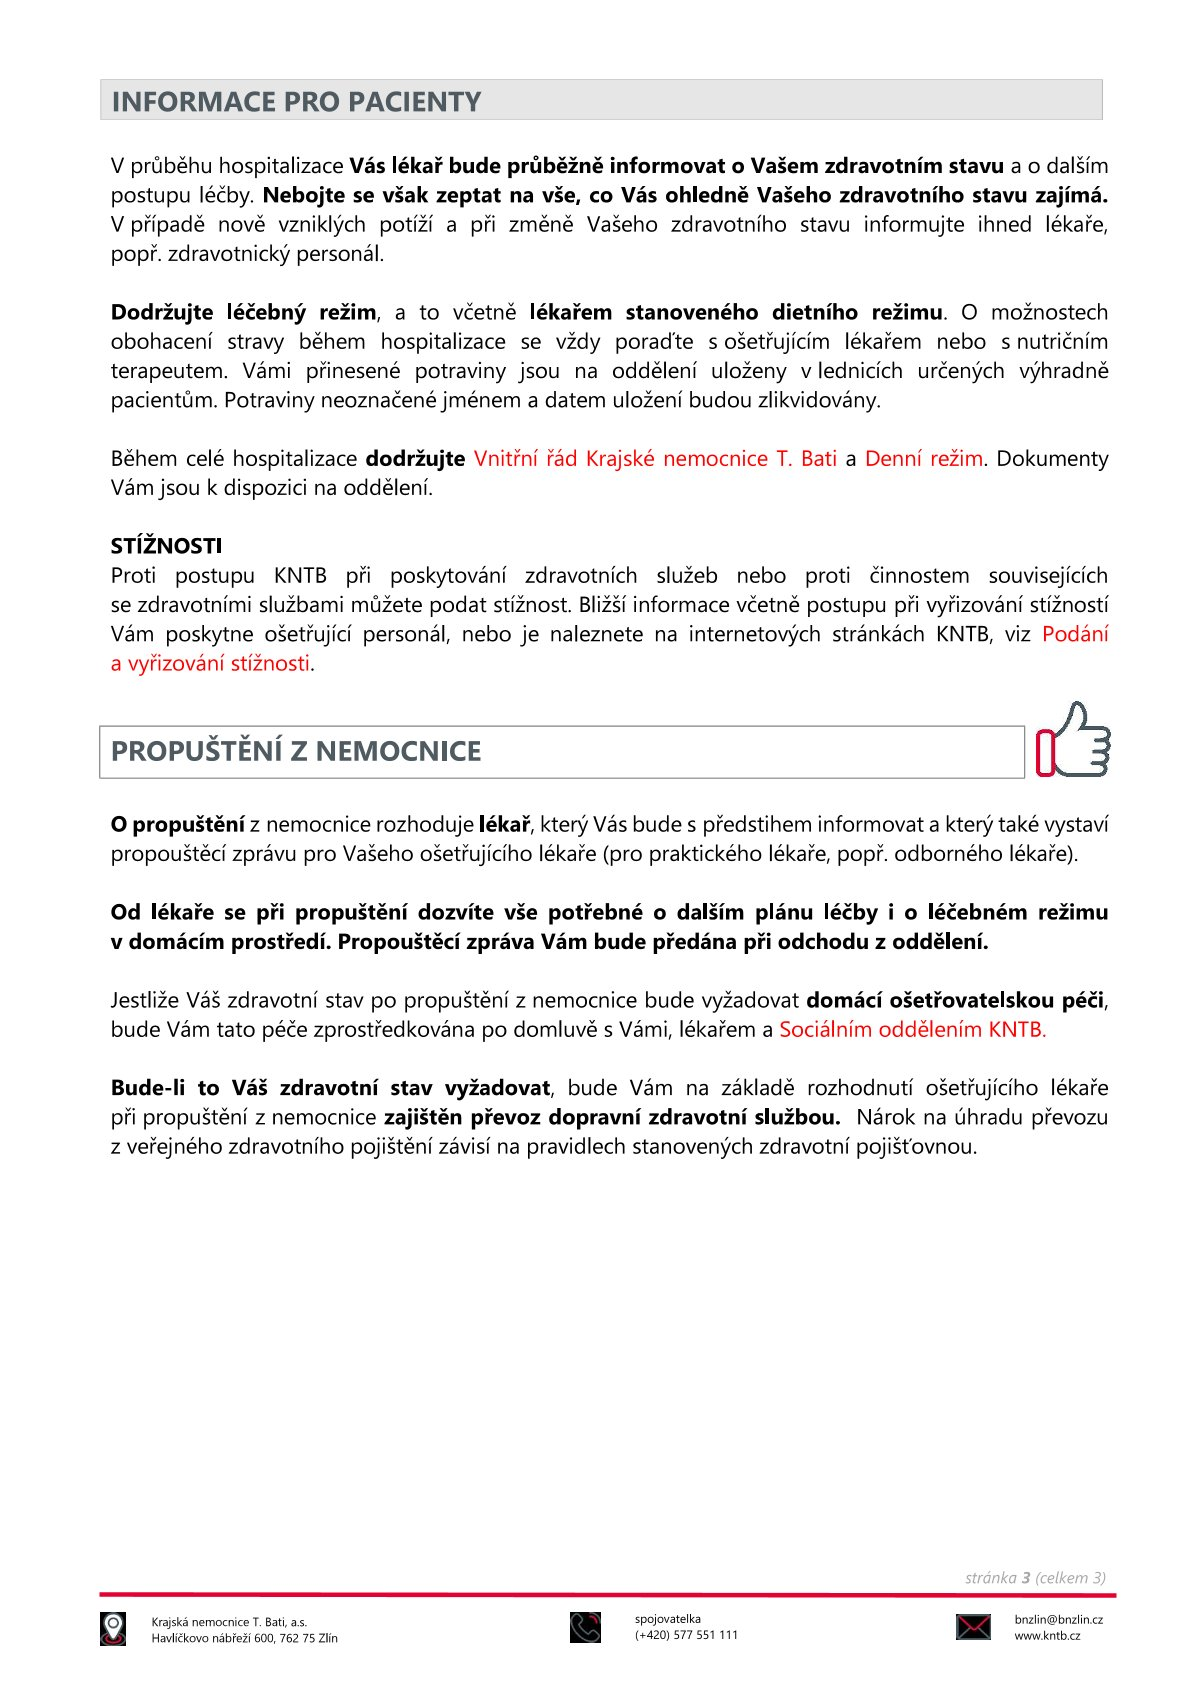 INFORMACE PRO PACIENTY
V průběhu hospitalizace Vás lékař bude průběžně informovat o Vašem zdravotním stavu a o dalším
postupu léčby. Nebojte se však zeptat na vše, co Vás ohledně Vašeho zdravotního stavu zajímá.
V případě nově vzniklých potíží a při změně Vašeho zdravotního stavu informujte ihned lékaře,
popř. zdravotnický personál.
Dodržujte léčebný režim, a to včetně lékařem stanoveného dietního režimu. O možnostech
obohacení stravy během hospitalizace se vždy poraďte s ošetřujícím lékařem nebo s nutričním
terapeutem. Vámi přinesené potraviny jsou na oddělení uloženy v lednicích určených výhradně
pacientům. Potraviny neoznačené jménem a datem uložení budou zlikvidovány.
Během celé hospitalizace dodržujte Vnitřní řád Krajské nemocnice T. Bati a Denní režim. Dokumenty
Vám jsou k dispozici na oddělení.
STÍŽNOSTI
Proti postupu KNTB při poskytování zdravotních služeb nebo proti činnostem souvisejících
se zdravotními službami můžete podat stížnost. Bližší informace včetně postupu při vyřizování stížností
Vám poskytne ošetřující personál, nebo je naleznete na internetových stránkách KNTB, viz Podání
a vyřizování stížnosti.
PROPUŠTĚNÍ Z NEMOCNICE
O propuštění z nemocnice rozhoduje lékař, který Vás bude s předstihem informovat a který také vystaví
propouštěcí zprávu pro Vašeho ošetřujícího lékaře (pro praktického lékaře, popř. odborného lékaře).
Od lékaře se při propuštění dozvíte vše potřebné o dalším plánu léčby i o léčebném režimu
v domácím prostředí. Propouštěcí zpráva Vám bude předána při odchodu z oddělení.
Jestliže Váš zdravotní stav po propuštění z nemocnice bude vyžadovat domácí ošetřovatelskou péči,
bude Vám tato péče zprostředkována po domluvě s Vámi, lékařem a Sociálním oddělením KNTB.
Bude-li to Váš zdravotní stav vyžadovat, bude Vám na základě rozhodnutí ošetřujícího lékaře
při propuštění z nemocnice zajištěn převoz dopravní zdravotní službou. Nárok na úhradu převozu
z veřejného zdravotního pojištění závisí na pravidlech stanovených zdravotní pojišťovnou.
stránka 3 (celkem 3)
Krajská nemocnice T. Bati, a.s.
Havlíčkovo nábřeží 600, 762 75 Zlín
spojovatelka
(+420) 577 551 111
bnzlin@bnzlin.cz
www.kntb.cz